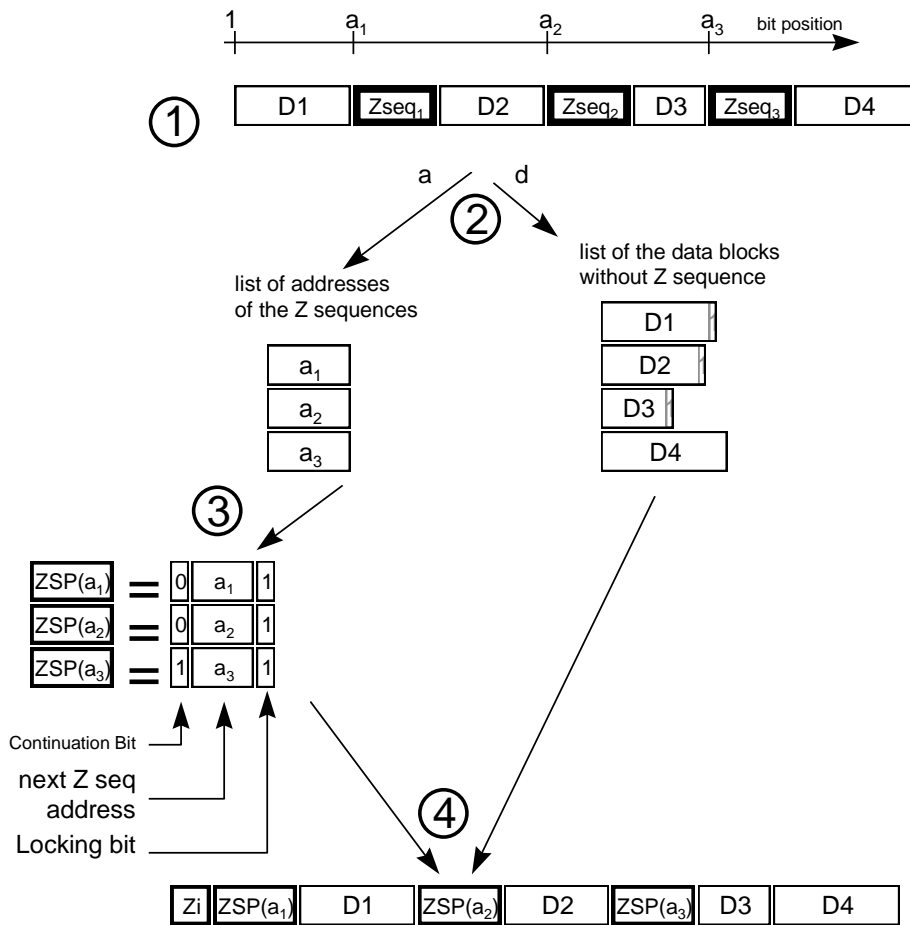 1 a₁ a₂ a₃ bit position
1 D1 Zseq₁ D2 Zseq₂ D3 Zseq₃ D4
a 2 d
list of addresses
of the Z sequences
list of the data blocks
without Z sequence
a₁
a₂
a₃
D1 1
D2 1
D3 1
D4
3
ZSP(a₁) = 0 a₁ 1
ZSP(a₂) = 0 a₂ 1
ZSP(a₃) = 1 a₃ 1
Continuation Bit
next Z seq
address
Locking bit
4
Zi ZSP(a₁) D1 ZSP(a₂) D2 ZSP(a₃) D3 D4